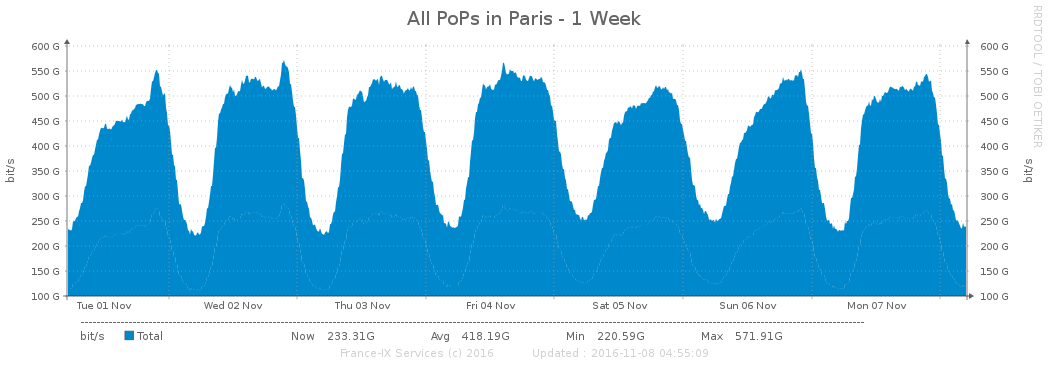 All PoPs in Paris - 1 Week
RRDTOOL / TOBI OETIKER
600 G 600 G
550 G 550 G
500 G 500 G
450 G 450 G
400 G 400 G
350 G 350 G
300 G 300 G
250 G 250 G
200 G 200 G
150 G 150 G
100 G 100 G
bit/s
bit/s
Tue 01 Nov Wed 02 Nov Thu 03 Nov Fri 04 Nov Sat 05 Nov Sun 06 Nov Mon 07 Nov
bit/s Total Now 233.31G Avg 418.19G Min 220.59G Max 571.91G
France-IX Services (c) 2016 Updated : 2016-11-08 04:55:09